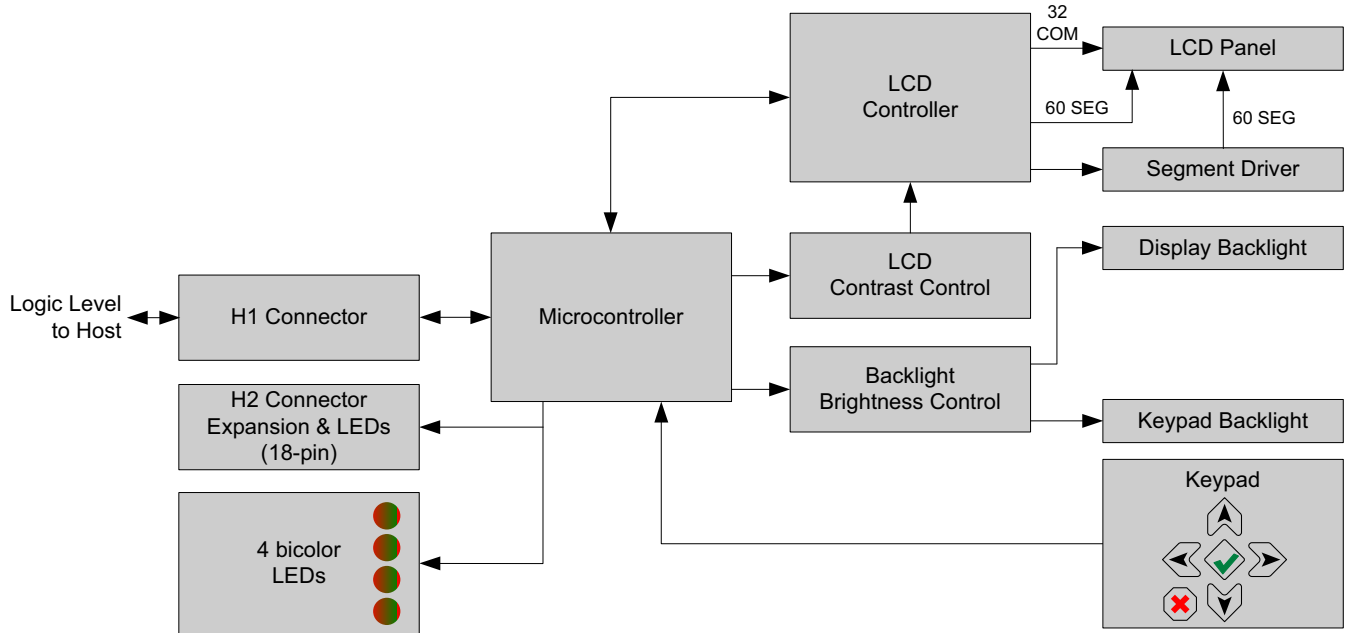 32
COM
LCD Panel
LCD
Controller
60 SEG
60 SEG
Segment Driver
Display Backlight
LCD
Contrast Control
Logic Level
to Host
H1 Connector
Microcontroller
Backlight
Brightness Control
H2 Connector
Expansion & LEDs
(18-pin)
Keypad Backlight
Keypad
4 bicolor
LEDs